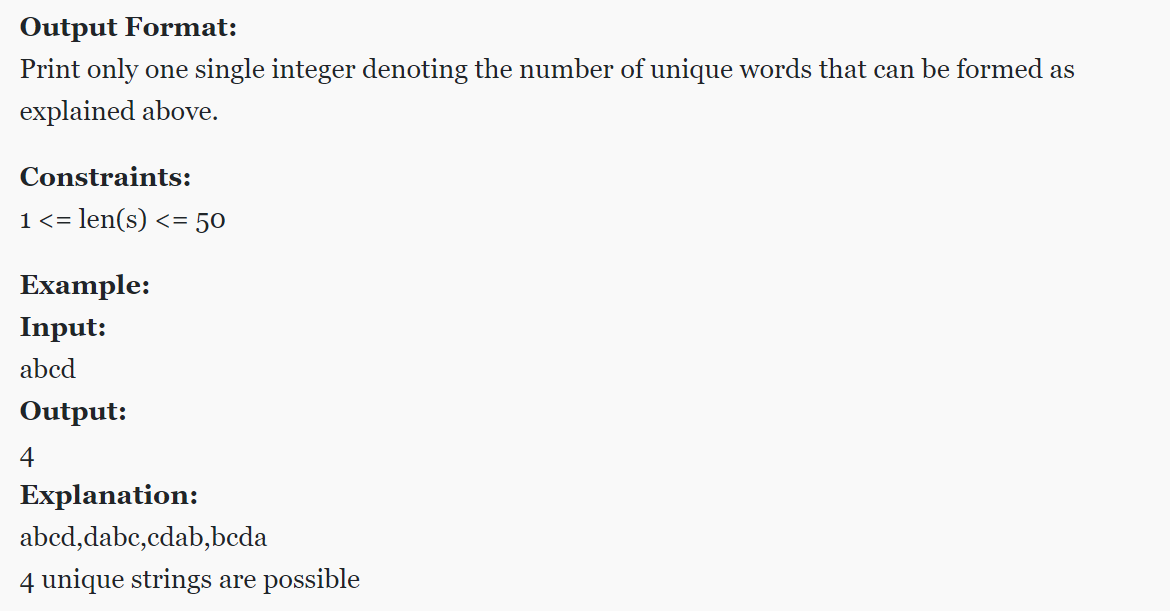 Output Format:
Print only one single integer denoting the number of unique words that can be formed as
explained above.
Constraints:
1 <= len(s) <= 50
Example:
Input:
abcd
Output:
4
Explanation:
abcd,dabc,cdab,bcda
4 unique strings are possible